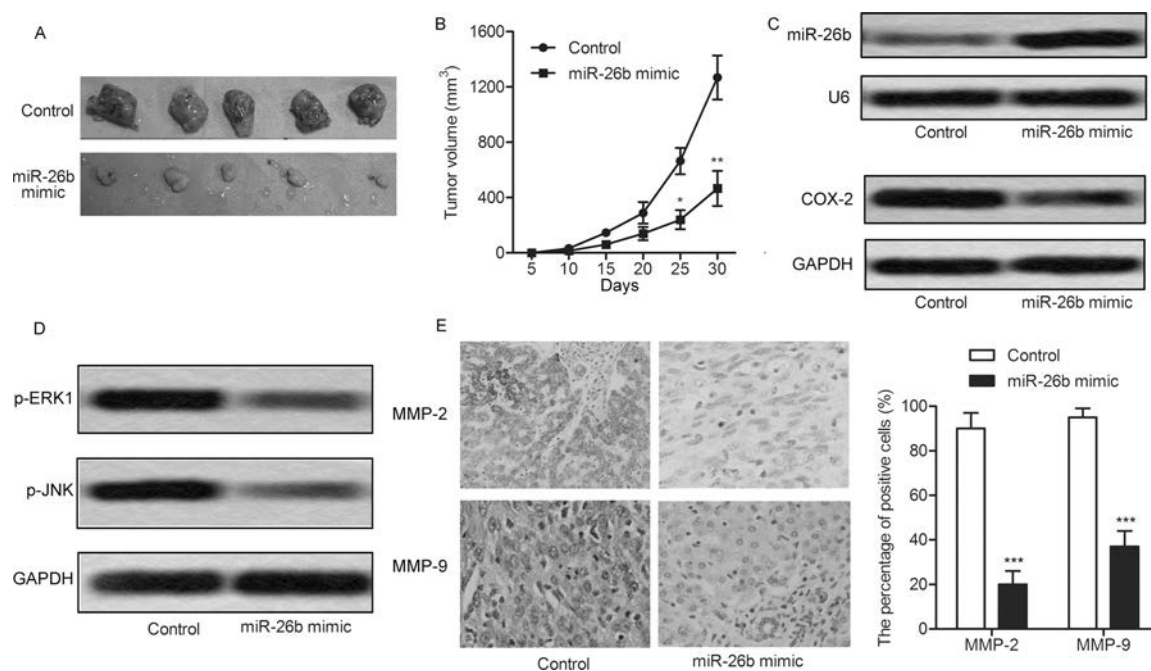 A
Control
miR-26b
mimic
B
Tumor volume (mm³)
1600
1200
800
400
0
Control
miR-26b mimic
*
**
5 10 15 20 25 30
Days
C
miR-26b
U6
Control miR-26b mimic
COX-2
GAPDH
Control miR-26b mimic
D
p-ERK1
p-JNK
GAPDH
Control miR-26b mimic
E
MMP-2
MMP-9
Control miR-26b mimic
Control
miR-26b mimic
The percentage of positive cells (%)
100
80
60
40
20
0
***
***
MMP-2 MMP-9